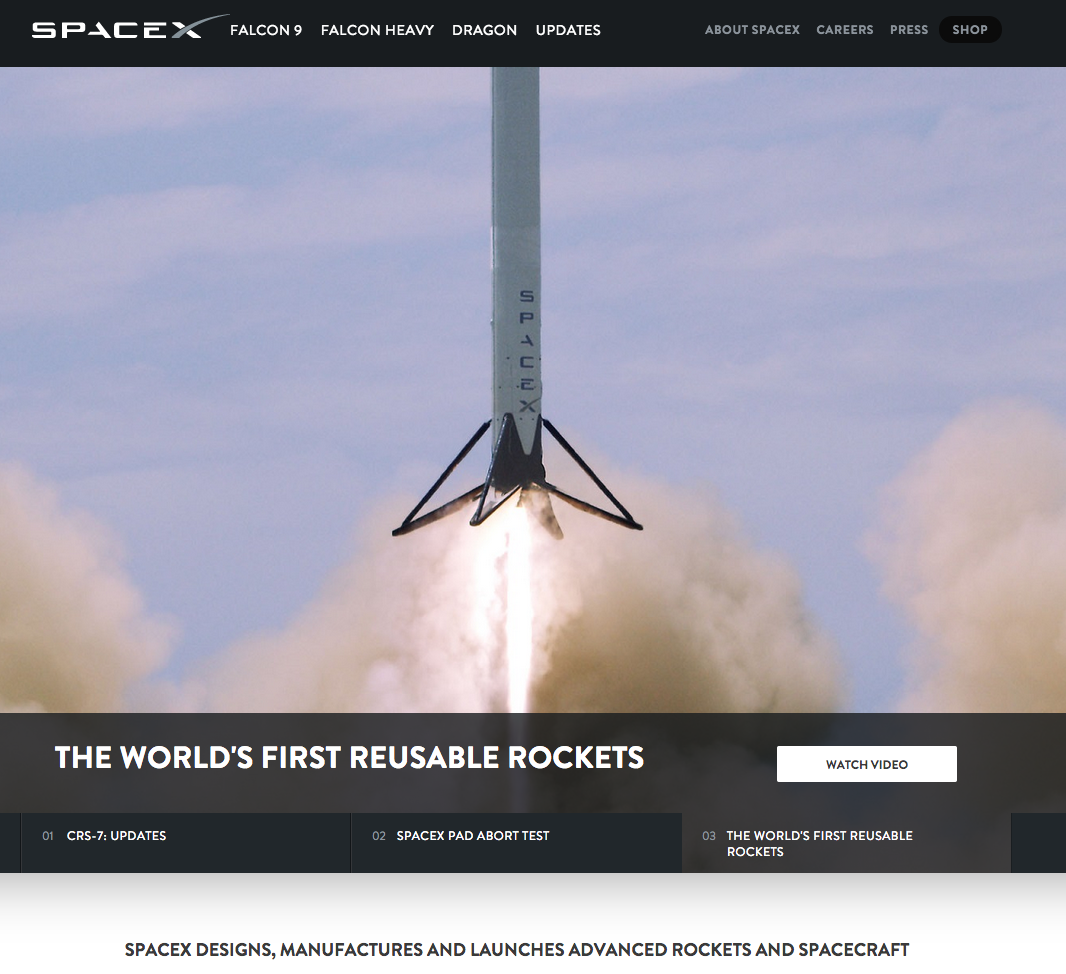 SPACEX FALCON 9 FALCON HEAVY DRAGON UPDATES ABOUT SPACEX CAREERS PRESS SHOP
SPACEX
THE WORLD'S FIRST REUSABLE ROCKETS
WATCH VIDEO
01 CRS-7: UPDATES
02 SPACEX PAD ABORT TEST
03 THE WORLD'S FIRST REUSABLE
ROCKETS
SPACEX DESIGNS, MANUFACTURES AND LAUNCHES ADVANCED ROCKETS AND SPACECRAFT